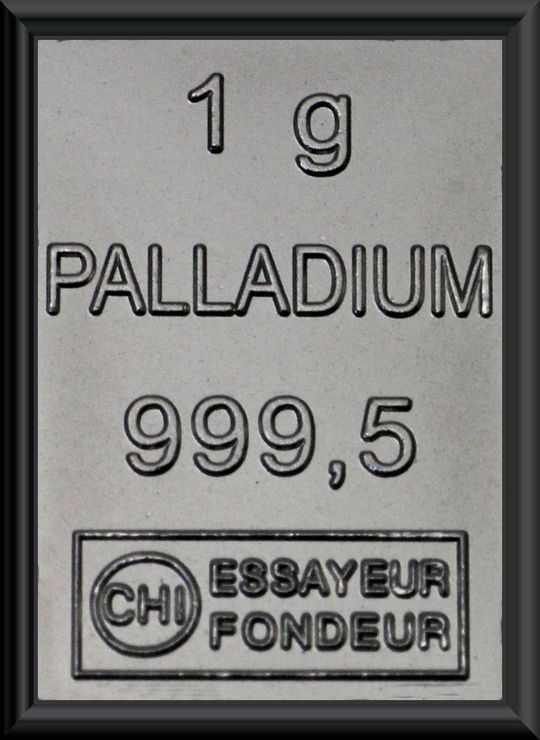 1 g
PALLADIUM
999,5
CHI ESSAYEUR
FONDEUR